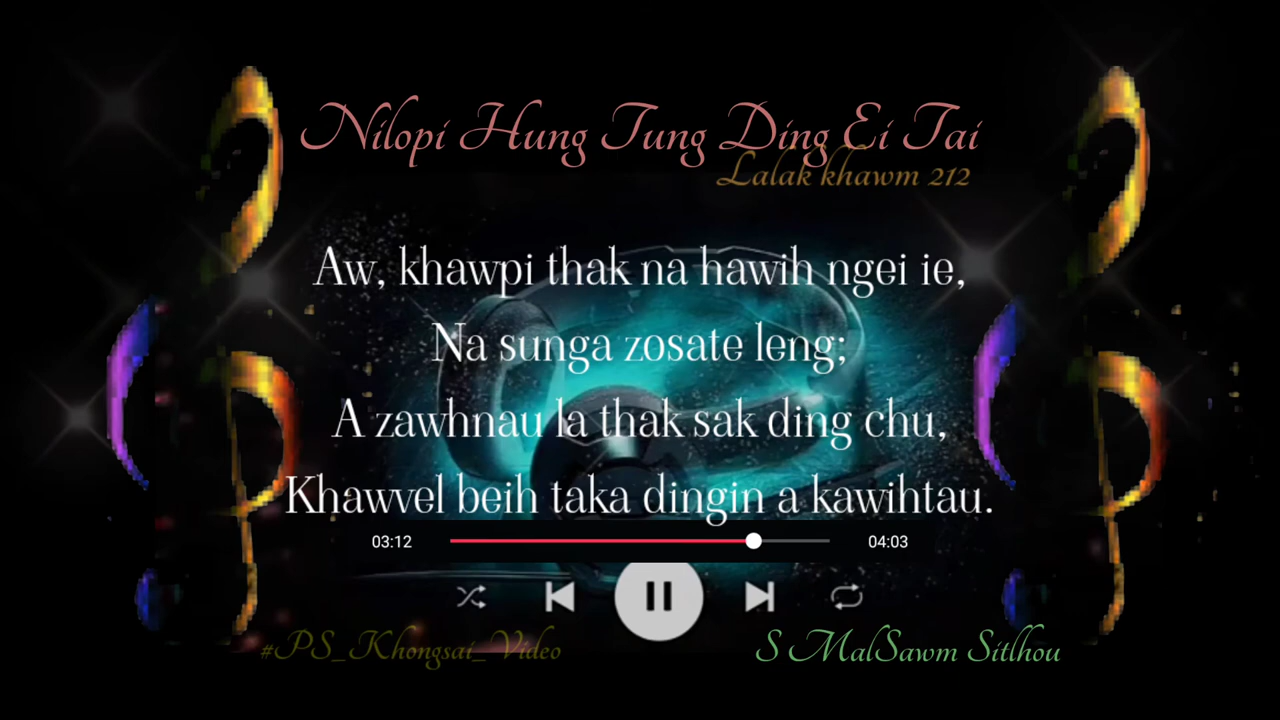 Nilopi Hung Tung Ding Ei Tai
Lalak khawm 212
Aw, khawpi thak na hawih ngei ie,
Na sunga zosate leng;
A zawhnau la thak sak ding chu,
Khawvel beih taka dingin a kawihtau.
03:12
04:03
#PS_Khongsai_Video
S MalSawm Sitlhou